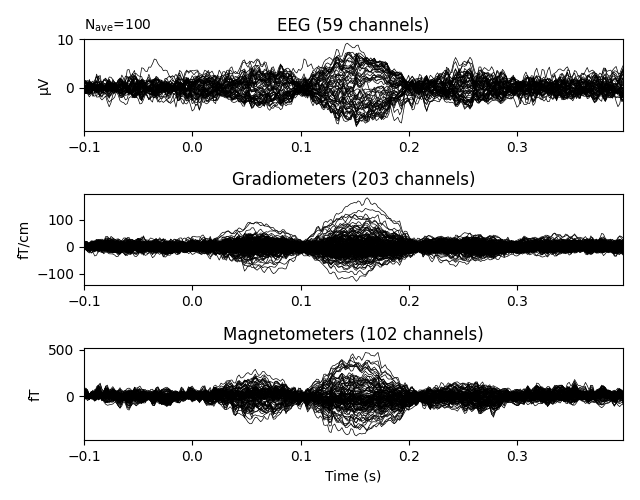 N_ave=100
EEG (59 channels)
10
0
µV
−0.1 0.0 0.1 0.2 0.3
Gradiometers (203 channels)
100
0
−100
fT/cm
−0.1 0.0 0.1 0.2 0.3
Magnetometers (102 channels)
500
0
fT
−0.1 0.0 0.1 0.2 0.3
Time (s)